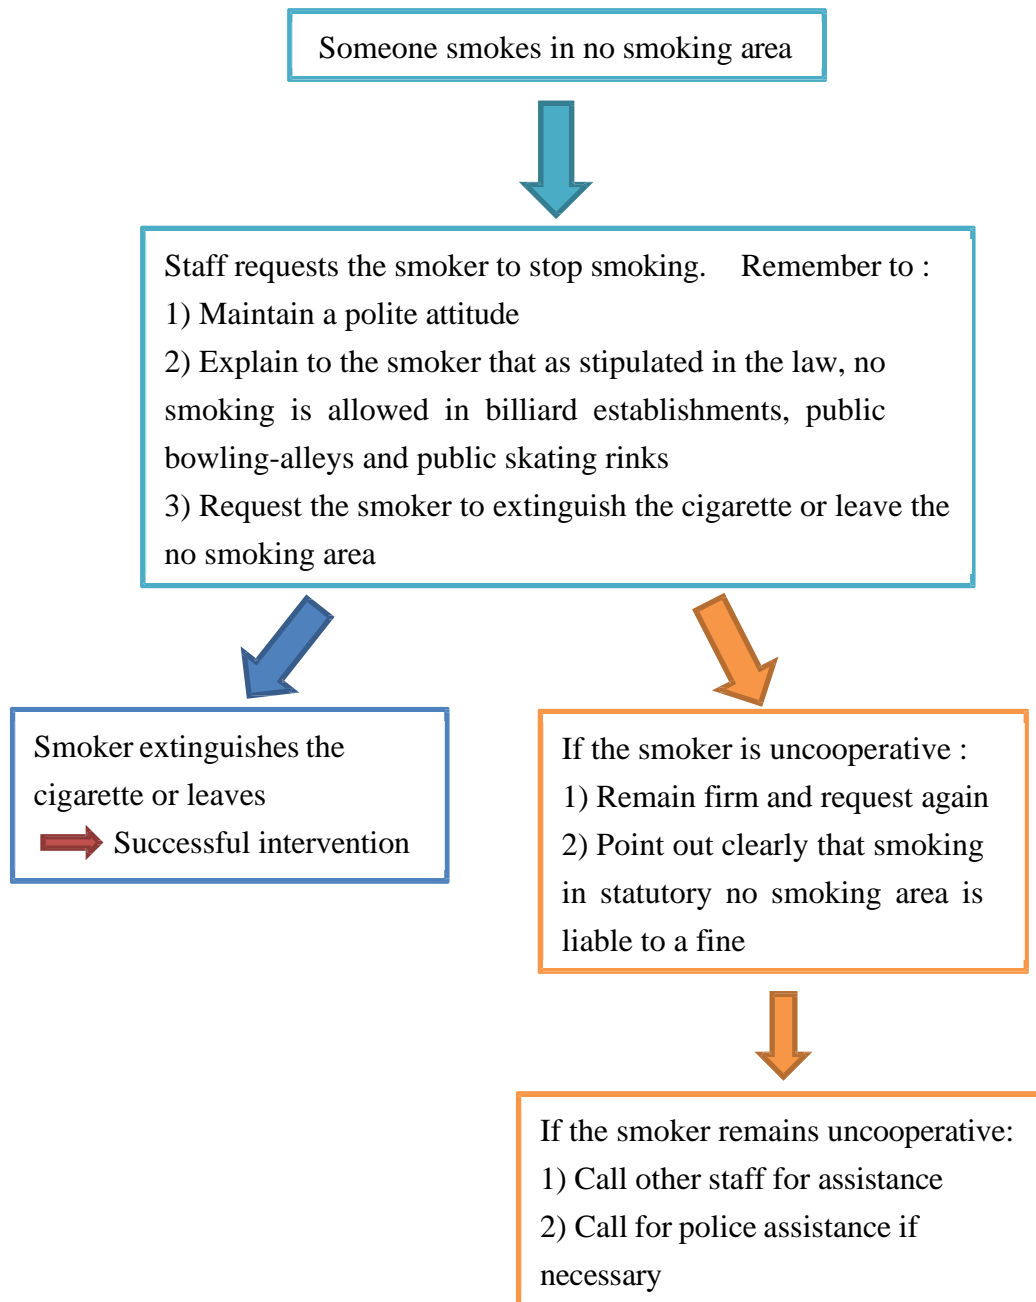 Someone smokes in no smoking area
Staff requests the smoker to stop smoking. Remember to :
1) Maintain a polite attitude
2) Explain to the smoker that as stipulated in the law, no
smoking is allowed in billiard establishments, public
bowling-alleys and public skating rinks
3) Request the smoker to extinguish the cigarette or leave the
no smoking area
Smoker extinguishes the
cigarette or leaves
Successful intervention
If the smoker is uncooperative :
1) Remain firm and request again
2) Point out clearly that smoking
in statutory no smoking area is
liable to a fine
If the smoker remains uncooperative:
1) Call other staff for assistance
2) Call for police assistance if
necessary